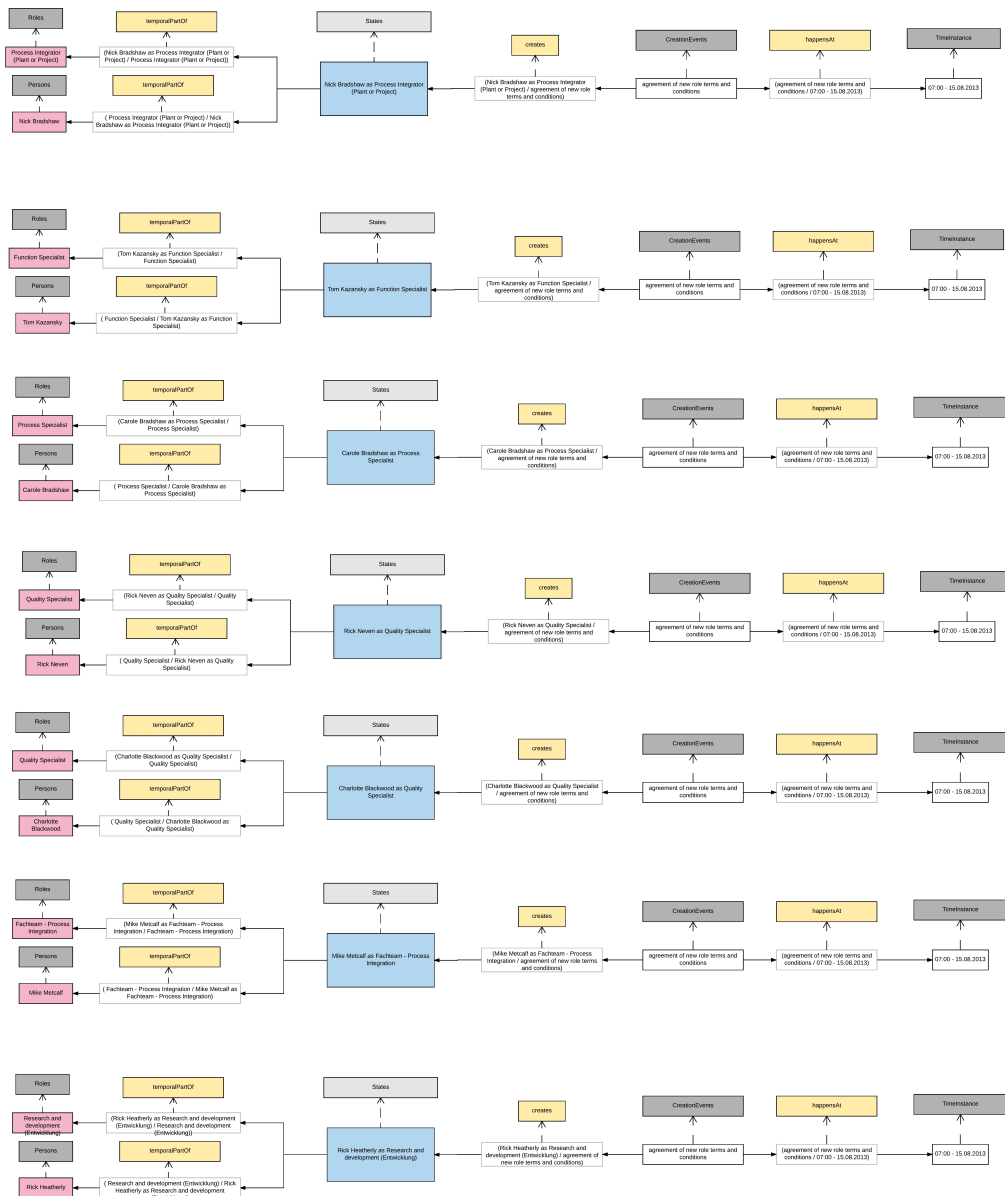 Roles
temporalPartOf
States
creates
CreationEvents
happensAt
TimeInstance
Process Integrator
(Plant or Project)
(Nick Bradshaw as Process Integrator (Plant or
Project) / Process Integrator (Plant or Project))
Nick Bradshaw as Process Integrator
(Plant or Project)
(Nick Bradshaw as Process Integrator
(Plant or Project) / agreement of new role
terms and conditions)
agreement of new role terms and
conditions
(agreement of new role terms and
conditions / 07:00 - 15.08.2013)
07:00 - 15.08.2013
Persons
temporalPartOf
Nick Bradshaw
( Process Integrator (Plant or Project) / Nick
Bradshaw as Process Integrator (Plant or Project))
Roles
temporalPartOf
States
creates
CreationEvents
happensAt
TimeInstance
Function Specialist
(Tom Kazansky as Function Specialist /
Function Specialist)
Tom Kazansky as Function Specialist
(Tom Kazansky as Function Specialist /
agreement of new role terms and
conditions)
agreement of new role terms and
conditions
(agreement of new role terms and
conditions / 07:00 - 15.08.2013)
07:00 - 15.08.2013
Persons
temporalPartOf
Tom Kazansky
( Function Specialist / Tom Kazansky as Function
Specialist)
Roles
temporalPartOf
States
creates
CreationEvents
happensAt
TimeInstance
Process Specialist
(Carole Bradshaw as Process Specialist /
Process Specialist)
Carole Bradshaw as Process
Specialist
(Carole Bradshaw as Process Specialist /
agreement of new role terms and
conditions)
agreement of new role terms and
conditions
(agreement of new role terms and
conditions / 07:00 - 15.08.2013)
07:00 - 15.08.2013
Persons
temporalPartOf
Carole Bradshaw
( Process Specialist / Carole Bradshaw as
Process Specialist)
Roles
temporalPartOf
States
creates
CreationEvents
happensAt
TimeInstance
Quality Specialist
(Rick Neven as Quality Specialist / Quality
Specialist)
Rick Neven as Quality Specialist
(Rick Neven as Quality Specialist /
agreement of new role terms and
conditions)
agreement of new role terms and
conditions
(agreement of new role terms and
conditions / 07:00 - 15.08.2013)
07:00 - 15.08.2013
Persons
temporalPartOf
Rick Neven
( Quality Specialist / Rick Neven as Quality
Specialist)
Roles
temporalPartOf
States
creates
CreationEvents
happensAt
TimeInstance
Quality Specialist
(Charlotte Blackwood as Quality Specialist /
Quality Specialist)
Charlotte Blackwood as Quality
Specialist
(Charlotte Blackwood as Quality Specialist
/ agreement of new role terms and
conditions)
agreement of new role terms and
conditions
(agreement of new role terms and
conditions / 07:00 - 15.08.2013)
07:00 - 15.08.2013
Persons
temporalPartOf
Charlotte
Blackwood
( Quality Specialist / Charlotte Blackwood as
Quality Specialist)
Roles
temporalPartOf
States
creates
CreationEvents
happensAt
TimeInstance
Fachteam - Process
Integration
(Mike Metcalf as Fachteam - Process
Integration / Fachteam - Process Integration)
Mike Metcalf as Fachteam - Process
Integration
(Mike Metcalf as Fachteam - Process
Integration / agreement of new role terms
and conditions)
agreement of new role terms and
conditions
(agreement of new role terms and
conditions / 07:00 - 15.08.2013)
07:00 - 15.08.2013
Persons
temporalPartOf
Mike Metcalf
( Fachteam - Process Integration / Mike Metcalf as
Fachteam - Process Integration)
Roles
temporalPartOf
States
creates
CreationEvents
happensAt
TimeInstance
Research and
development
(Entwicklung)
(Rick Heatherly as Research and development
(Entwicklung) / Research and development
(Entwicklung))
Rick Heatherly as Research and
development (Entwicklung)
(Rick Heatherly as Research and
development (Entwicklung) / agreement of
new role terms and conditions)
agreement of new role terms and
conditions
(agreement of new role terms and
conditions / 07:00 - 15.08.2013)
07:00 - 15.08.2013
Persons
temporalPartOf
Rick Heatherly
( Research and development (Entwicklung) / Rick
Heatherly as Research and development